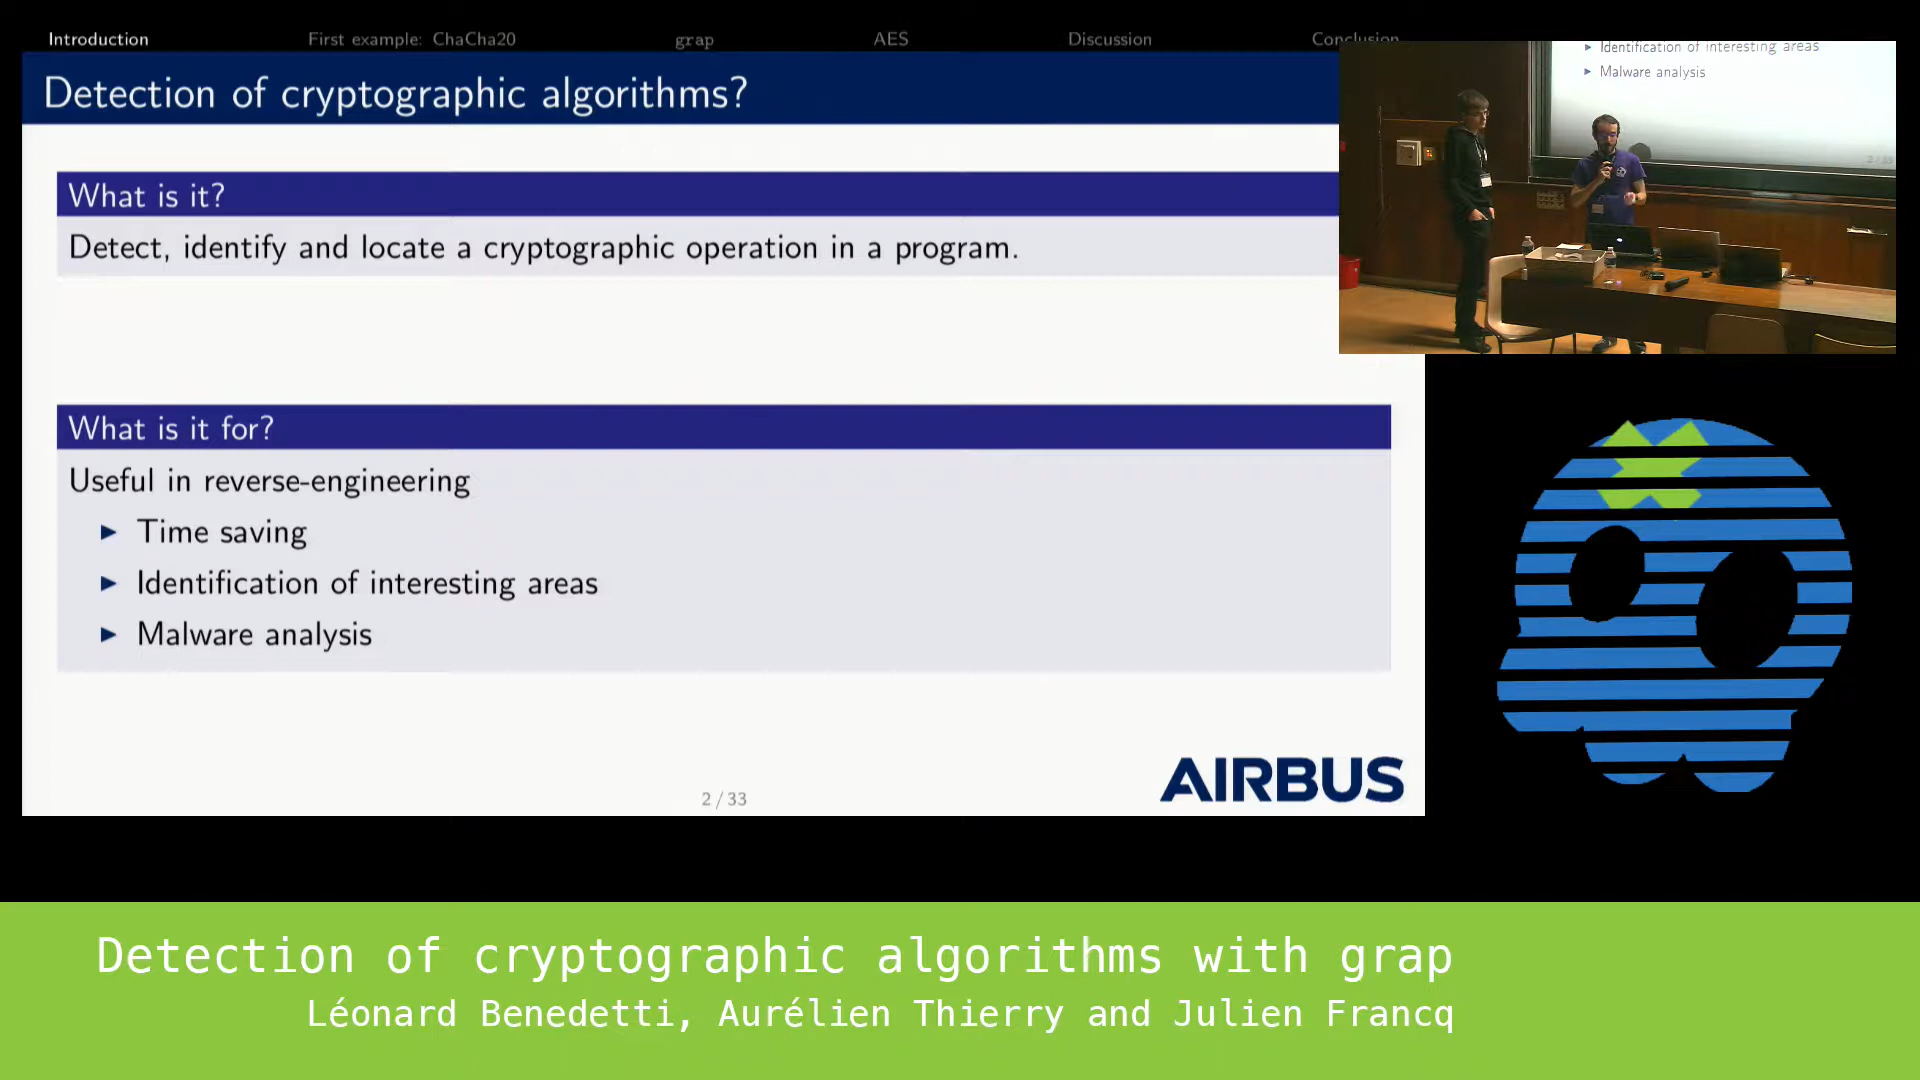 Introduction First example: ChaCha20 grap AES Discussion Conclusion
Detection of cryptographic algorithms?
What is it?
Detect, identify and locate a cryptographic operation in a program.
What is it for?
Useful in reverse-engineering
▶ Time saving
▶ Identification of interesting areas
▶ Malware analysis
2 / 33
AIRBUS
▶ Identification of interesting areas
▶ Malware analysis
2 / 33
Detection of cryptographic algorithms with grap
Léonard Benedetti, Aurélien Thierry and Julien Francq